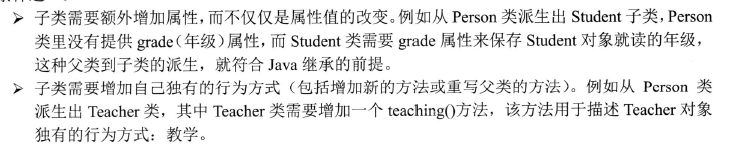 ➢ 子类需要额外增加属性，而不仅仅是属性值的改变。例如从 Person 类派生出 Student 子类，Person
类里没有提供 grade（年级）属性，而 Student 类需要 grade 属性来保存 Student 对象就读的年级，
这种父类到子类的派生，就符合 Java 继承的前提。
➢ 子类需要增加自己独有的行为方式（包括增加新的方法或重写父类的方法）。例如从 Person 类
派生出 Teacher 类，其中 Teacher 类需要增加一个 teaching()方法，该方法用于描述 Teacher 对象
独有的行为方式：教学。